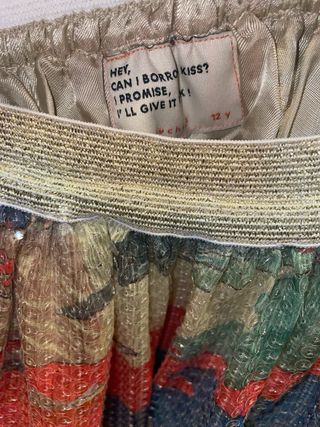 HEY,
CAN I BORRO KISS?
I PROMISE,
I'LL GIVE IT K!
12 Y